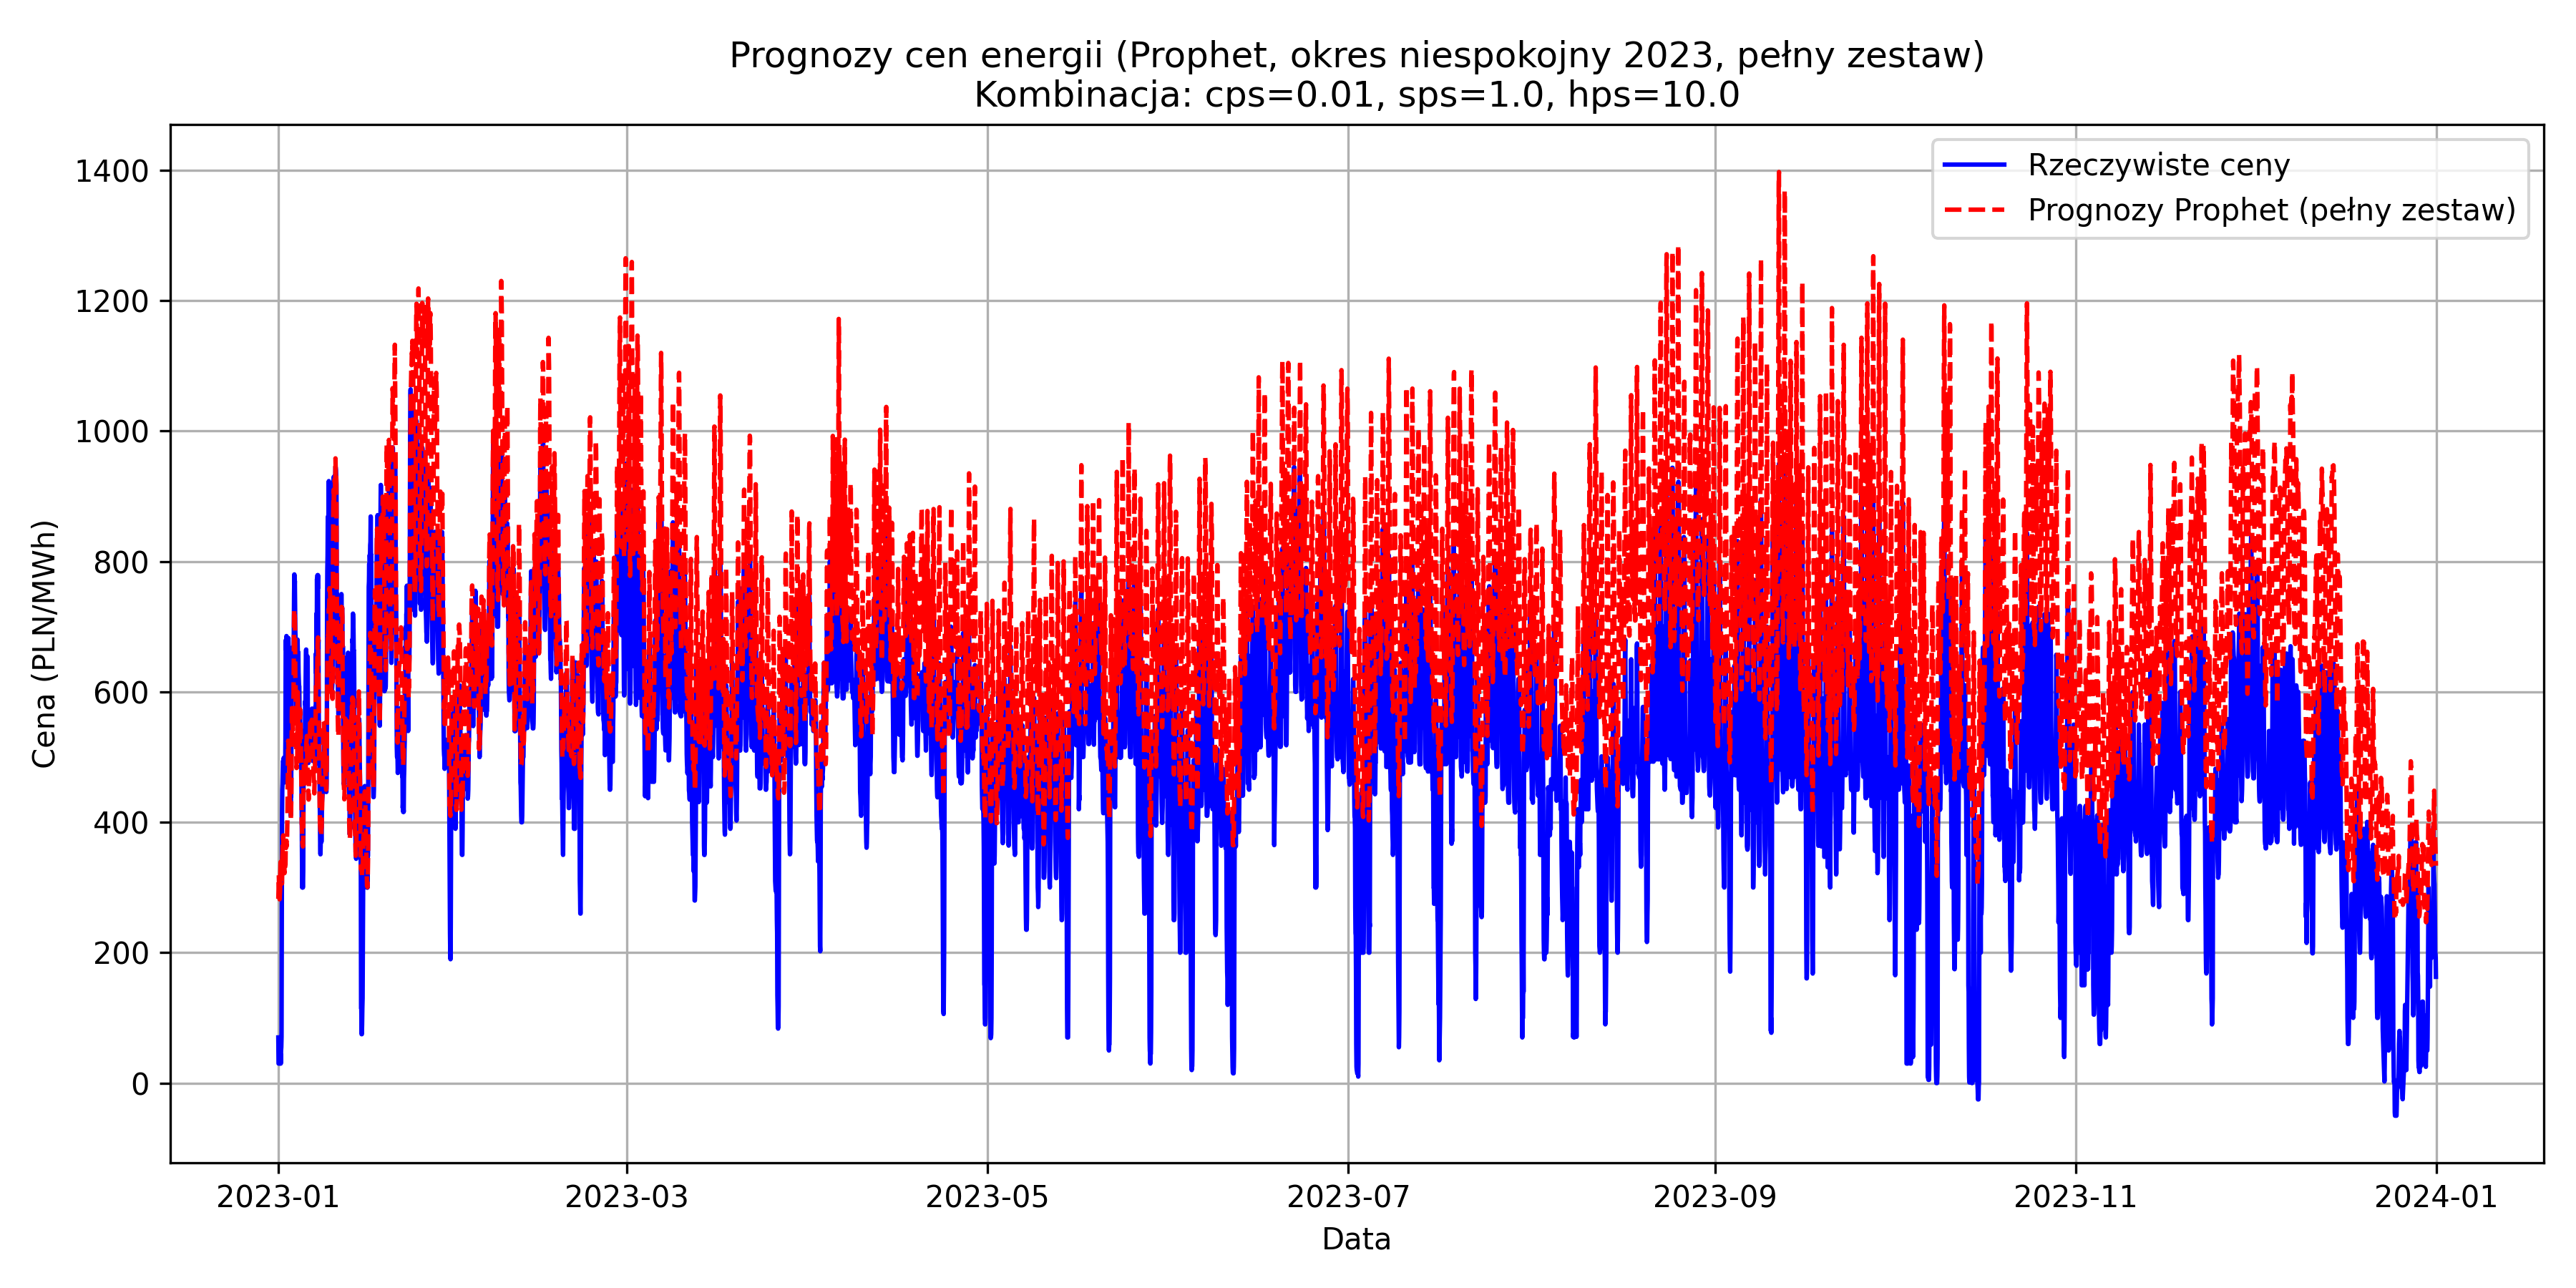 Prognozy cen energii (Prophet, okres niespokojny 2023, pełny zestaw)
Kombinacja: cps=0.01, sps=1.0, hps=10.0
Rzeczywiste ceny
Prognozy Prophet (pełny zestaw)
Cena (PLN/MWh)
1400
1200
1000
800
600
400
200
0
2023-01
2023-03
2023-05
2023-07
2023-09
2023-11
2024-01
Data